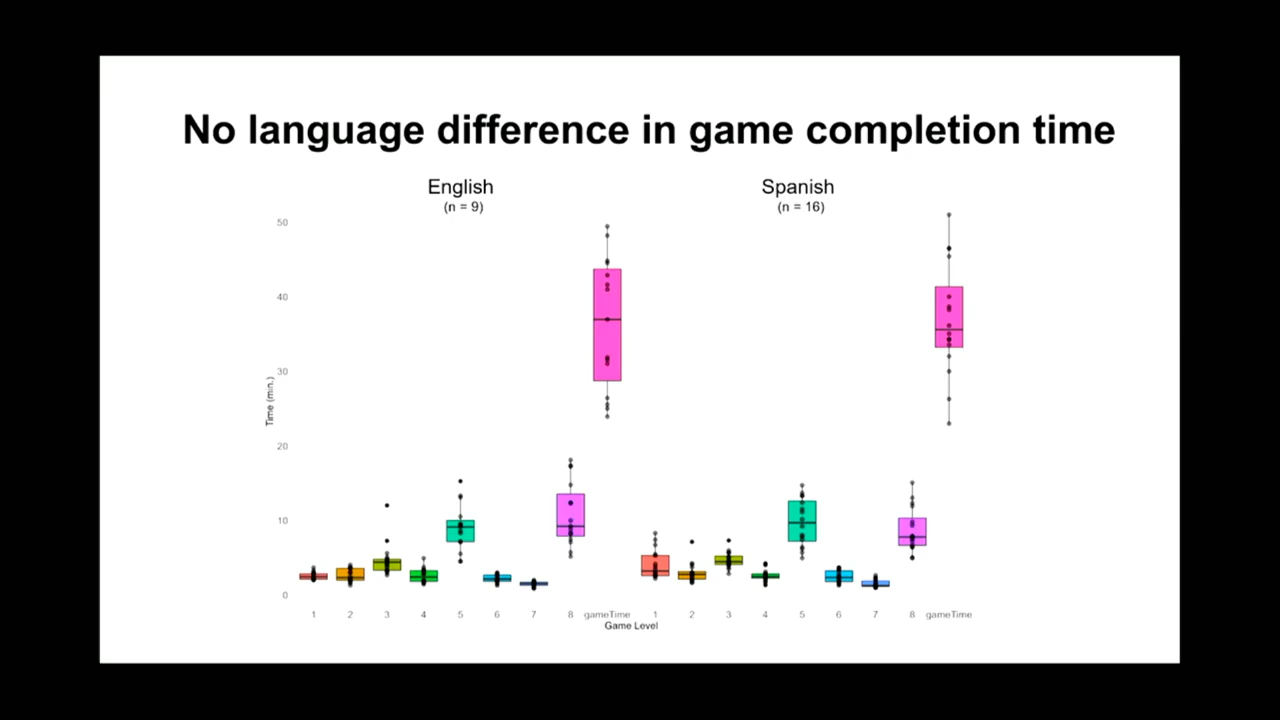 No language difference in game completion time
English
(n = 9)
Spanish
(n = 16)
50
40
30
20
10
0
Time (min.)
1 2 3 4 5 6 7 8 gameTime 1 2 3 4 5 6 7 8 gameTime
Game Level